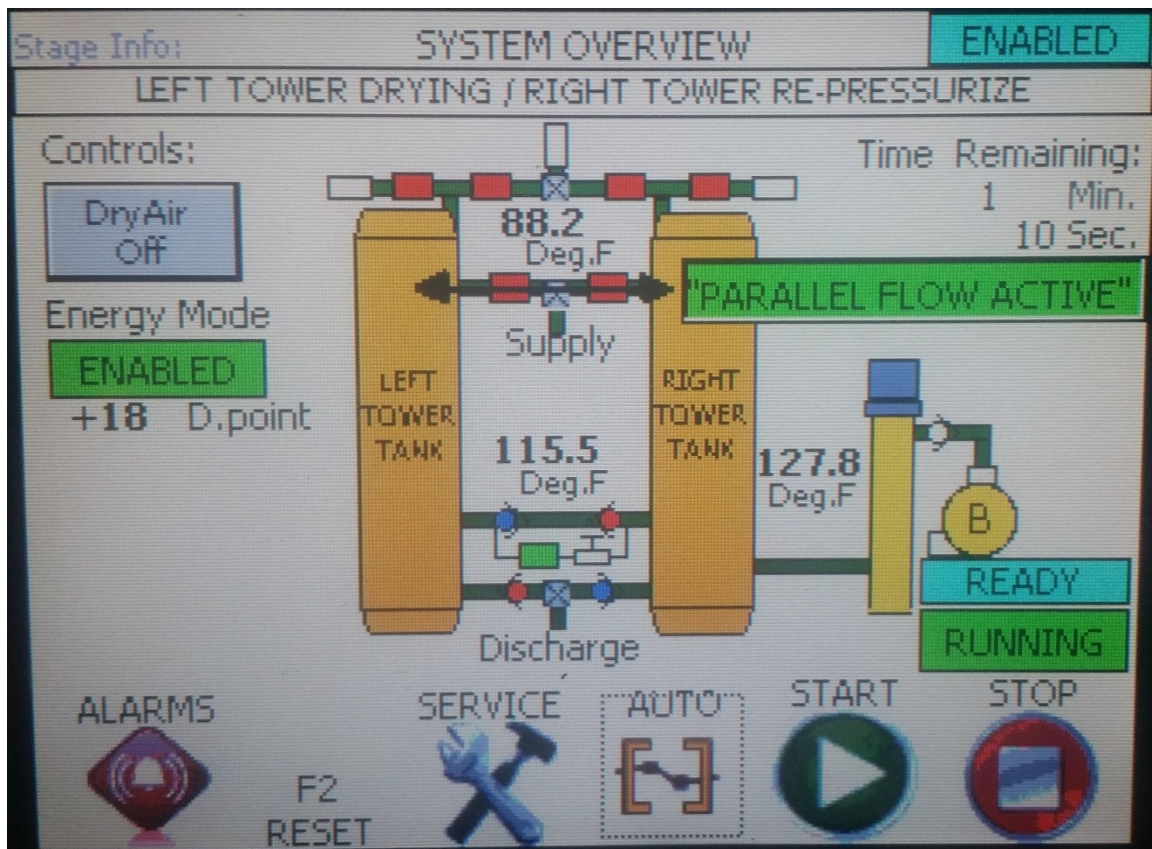 Stage Info:
SYSTEM OVERVIEW
ENABLED
LEFT TOWER DRYING / RIGHT TOWER RE-PRESSURIZE
Controls:
DryAir
Off
Energy Mode
ENABLED
+18 D.point
88.2
Deg.F
Supply
LEFT
TOWER
TANK
115.5
Deg.F
RIGHT
TOWER
TANK
Discharge
Time Remaining:
1 Min.
10 Sec.
"PARALLEL FLOW ACTIVE"
127.8
Deg.F
B
READY
RUNNING
ALARMS
F2
RESET
SERVICE
AUTO
START
STOP